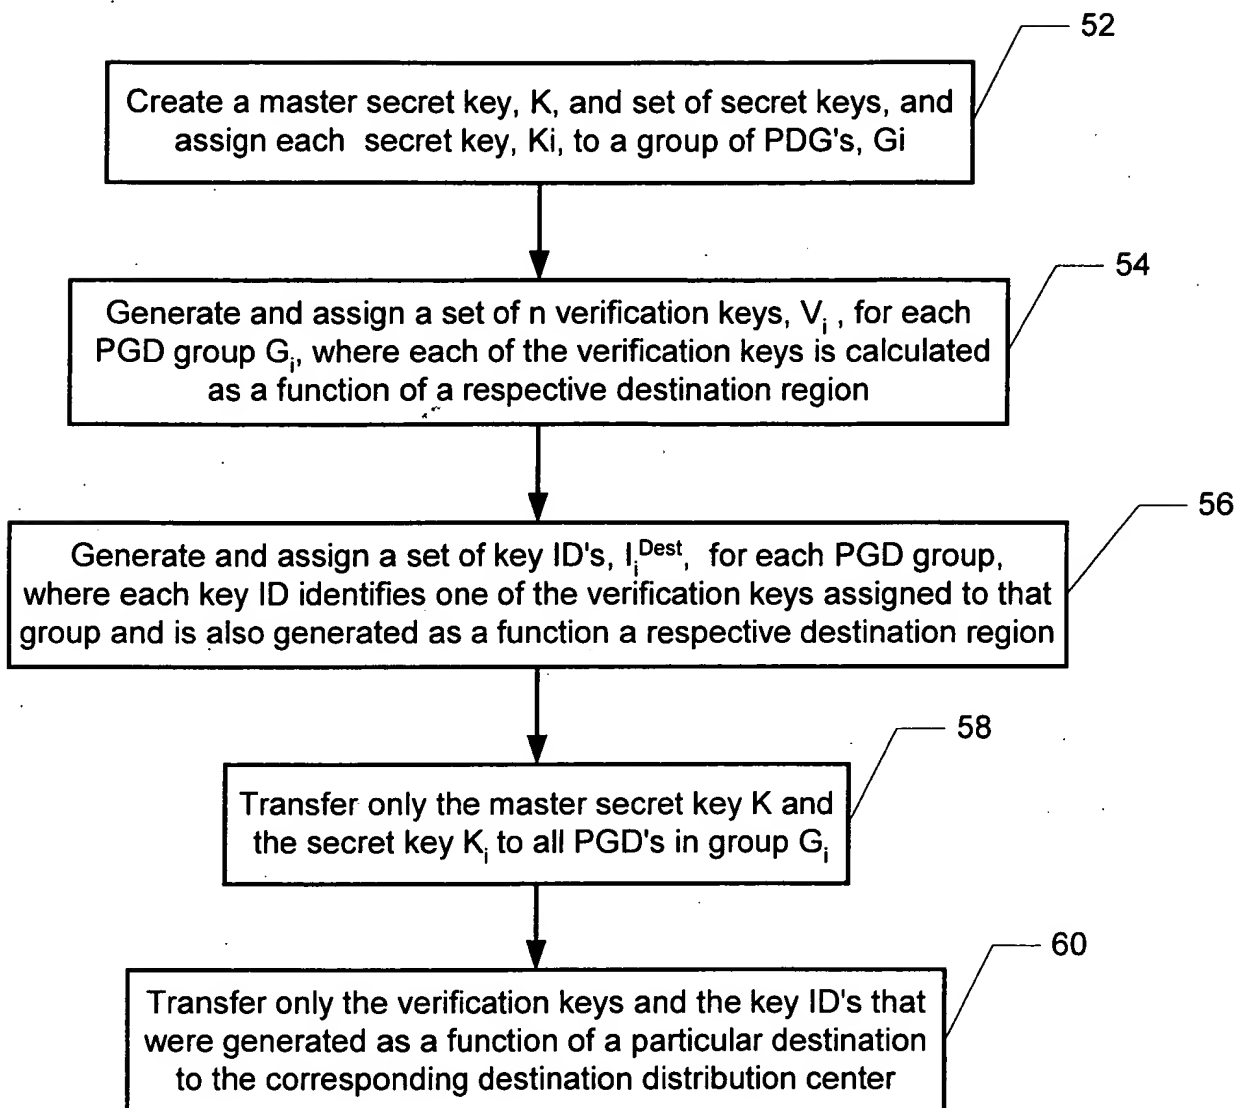 52
Create a master secret key, K, and set of secret keys, and
assign each secret key, Ki, to a group of PDG's, Gi
54
Generate and assign a set of n verification keys, Vi , for each
PGD group Gi, where each of the verification keys is calculated
as a function of a respective destination region
56
Generate and assign a set of key ID's, IiDest, for each PGD group,
where each key ID identifies one of the verification keys assigned to that
group and is also generated as a function a respective destination region
58
Transfer only the master secret key K and
the secret key Ki to all PGD's in group Gi
60
Transfer only the verification keys and the key ID's that
were generated as a function of a particular destination
to the corresponding destination distribution center